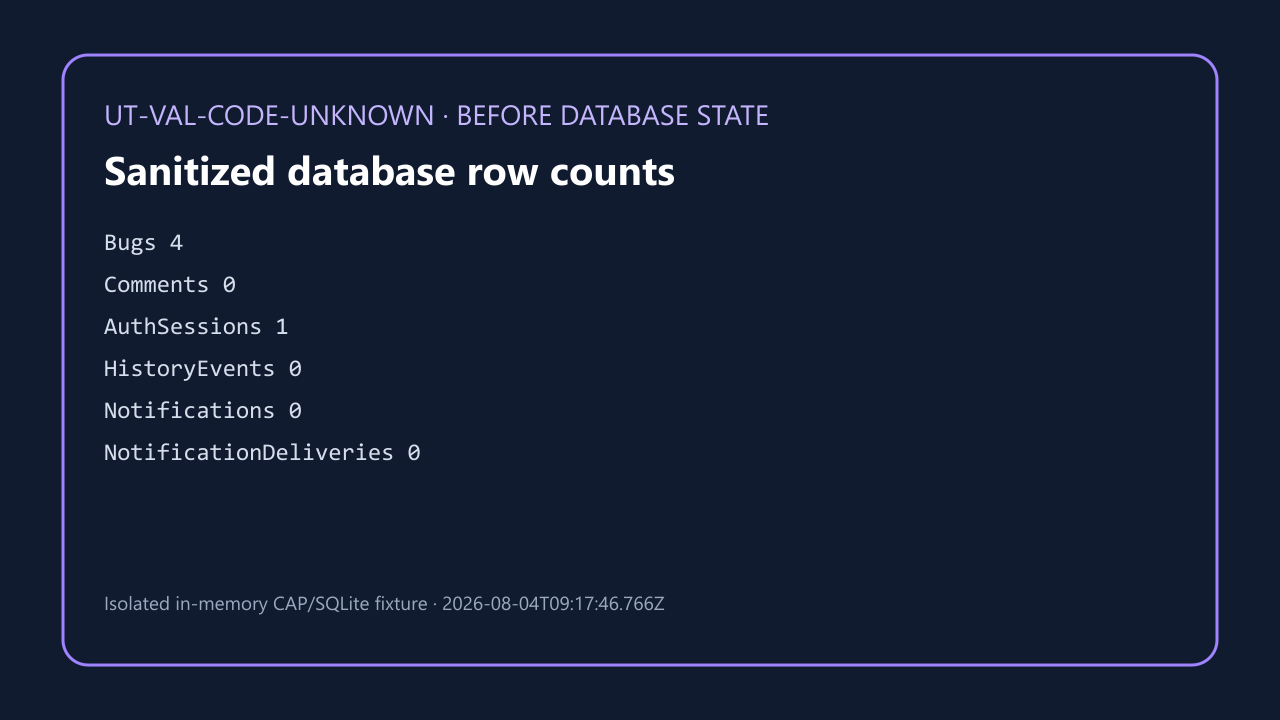 UT-VAL-CODE-UNKNOWN · BEFORE DATABASE STATE
Sanitized database row counts
Bugs 4
Comments 0
AuthSessions 1
HistoryEvents 0
Notifications 0
NotificationDeliveries 0
Isolated in-memory CAP/SQLite fixture · 2026-08-04T09:17:46.766Z